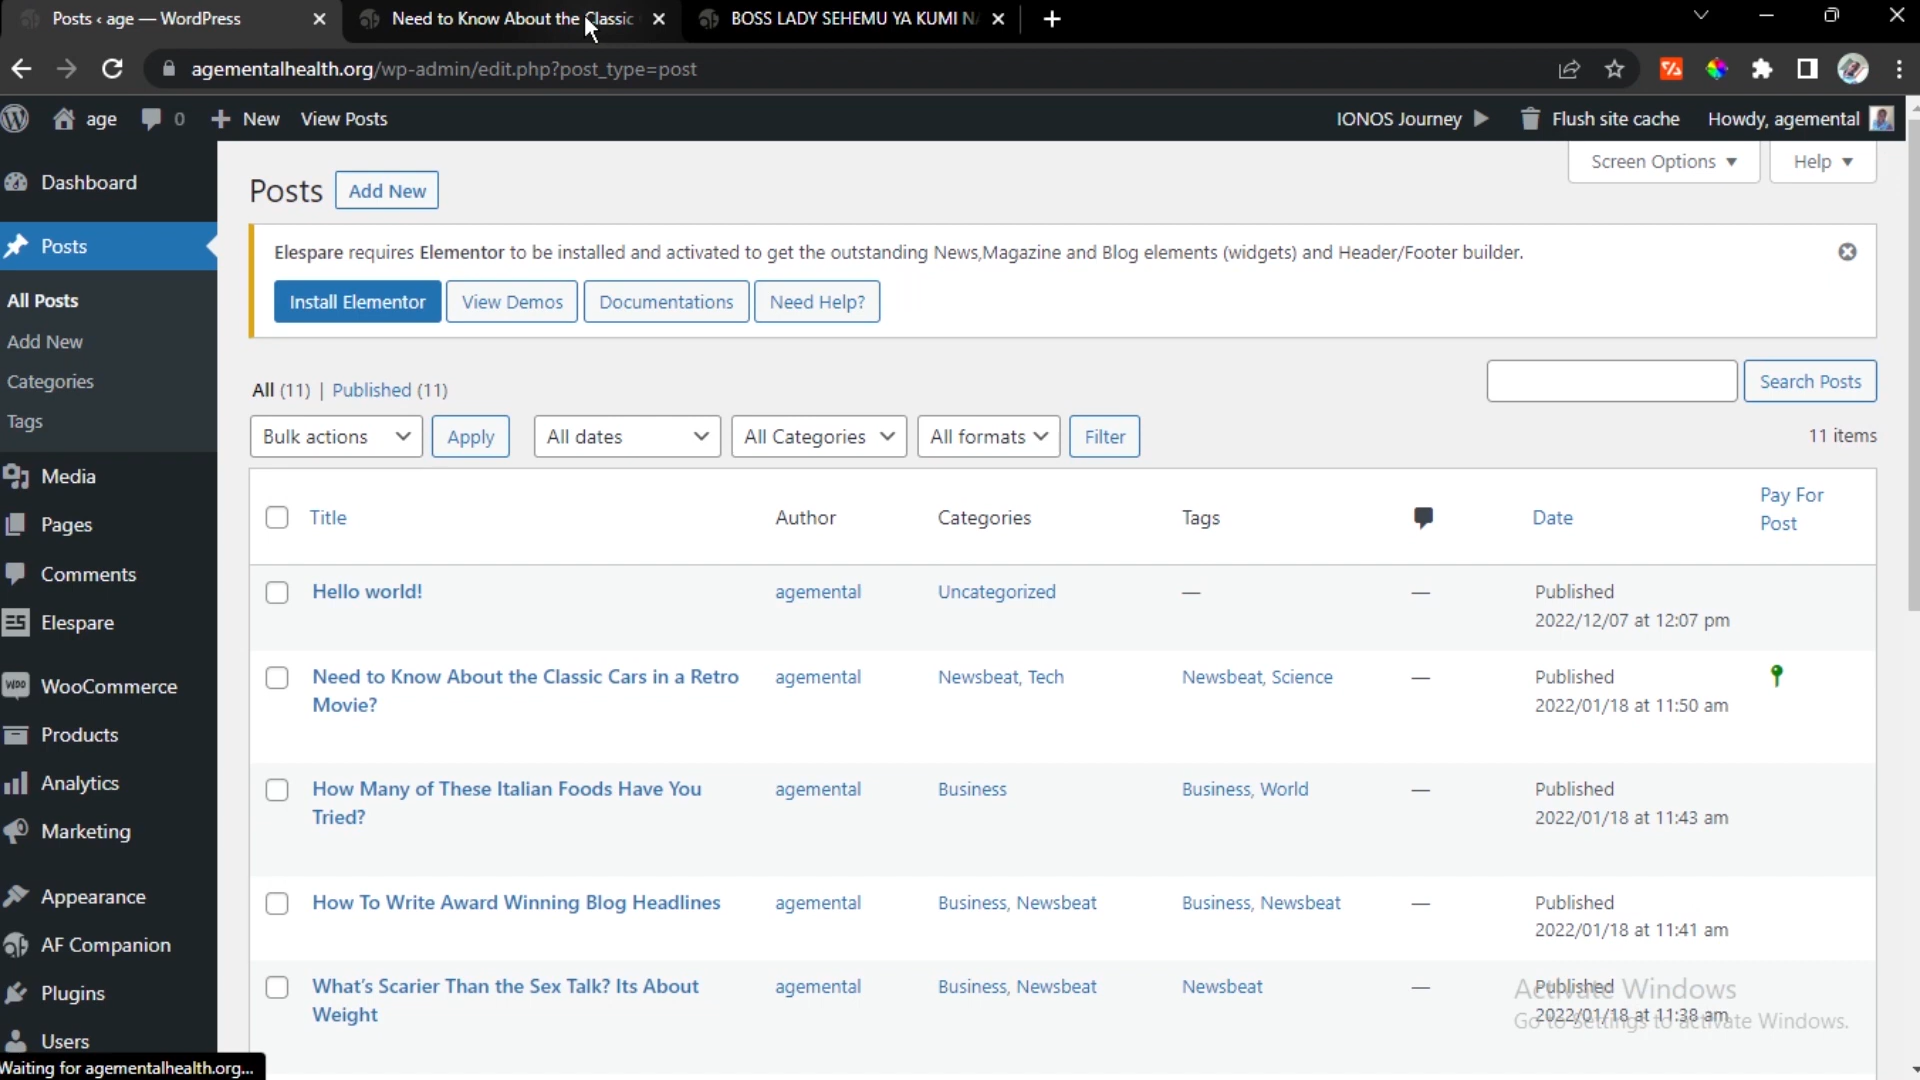 Posts ‹ age — WordPress
Need to Know About the Classic
BOSS LADY SEHEMU YA KUMI N
agementalhealth.org/wp-admin/edit.php?post_type=post
age 0 New View Posts IONOS Journey Flush site cache Howdy, agemental
Dashboard
Posts
All Posts
Add New
Categories
Tags
Media
Pages
Comments
Elespare
WooCommerce
Products
Analytics
Marketing
Appearance
AF Companion
Plugins
Users
Waiting for agementalhealth.org...
Screen Options Help
Posts Add New
Elespare requires Elementor to be installed and activated to get the outstanding News,Magazine and Blog elements (widgets) and Header/Footer builder.
Install Elementor View Demos Documentations Need Help?
All (11) | Published (11)
Search Posts
Bulk actions Apply All dates All Categories All formats Filter 11 items
Title Author Categories Tags Date Pay For
Post
Hello world! agemental Uncategorized — — Published
2022/12/07 at 12:07 pm
Need to Know About the Classic Cars in a Retro agemental Newsbeat, Tech Newsbeat, Science — Published
Movie? 2022/01/18 at 11:50 am
How Many of These Italian Foods Have You agemental Business Business, World — Published
Tried? 2022/01/18 at 11:43 am
How To Write Award Winning Blog Headlines agemental Business, Newsbeat Business, Newsbeat — Published
2022/01/18 at 11:41 am
What's Scarier Than the Sex Talk? Its About agemental Business, Newsbeat Newsbeat — Published
Weight 2022/01/18 at 11:38 am
Activate Windows
Go to Settings to activate Windows.